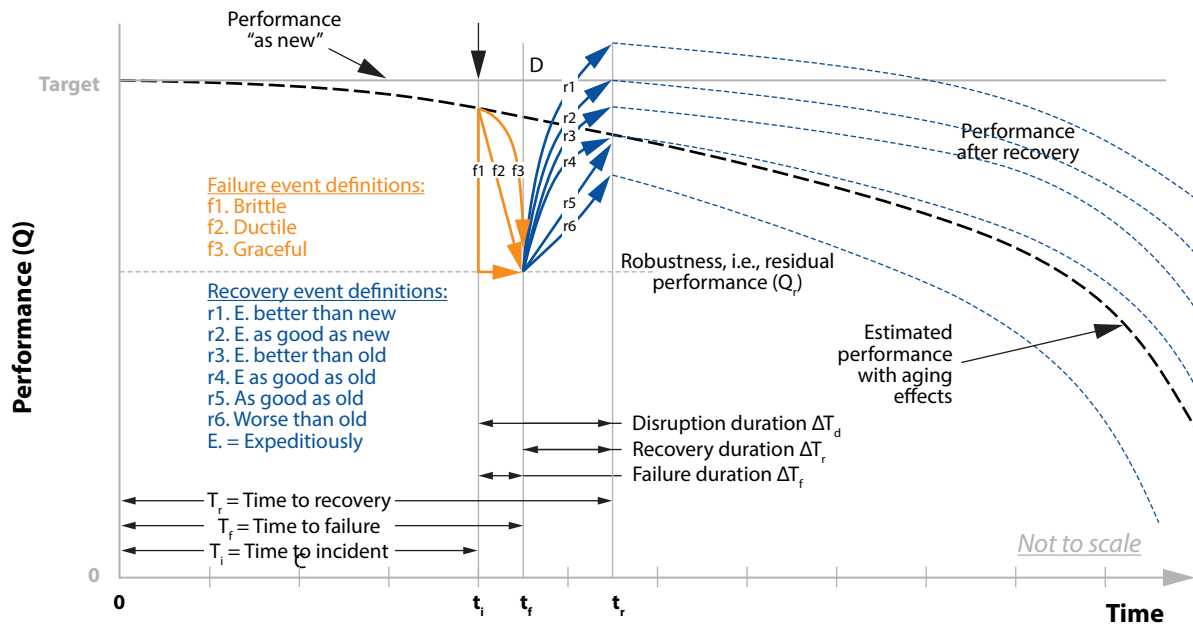 Performance
"as new"
D
Target
r1
r2
r3
r4
r5
r6
f1
f2
f3
Performance
after recovery
Failure event definitions:
f1. Brittle
f2. Ductile
f3. Graceful
Robustness, i.e., residual
performance (Qr)
Recovery event definitions:
r1. E. better than new
r2. E. as good as new
r3. E. better than old
r4. E as good as old
r5. As good as old
r6. Worse than old
E. = Expeditiously
Estimated
performance
with aging
effects
Performance (Q)
Disruption duration ΔTd
Recovery duration ΔTr
Failure duration ΔTf
Tr = Time to recovery
Tf = Time to failure
Ti = Time to incident
C
Not to scale
0
0
ti
tf
tr
Time